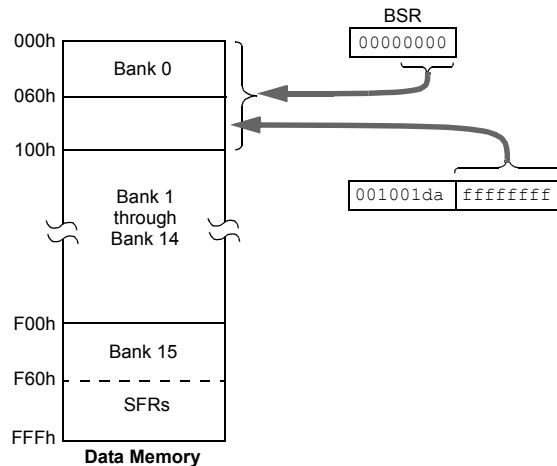 BSR
00000000
000h
Bank 0
060h
100h
001001da ffffffff
Bank 1
through
Bank 14
F00h
Bank 15
F60h
SFRs
FFFh
Data Memory